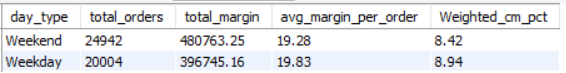 day_type total_orders total_margin avg_margin_per_order Weighted_cm_pct
Weekend 24942 480763.25 19.28 8.42
Weekday 20004 396745.16 19.83 8.94